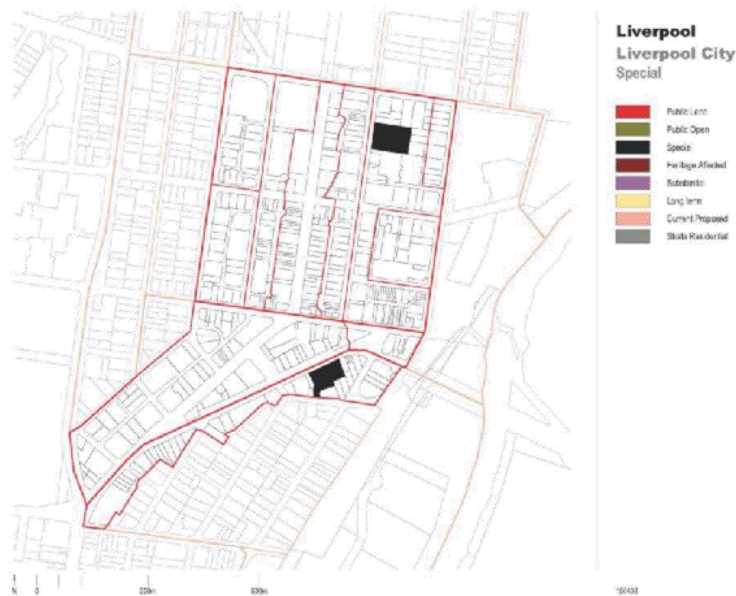 Liverpool
Liverpool City
Special
Public Land
Public Open
Special
Heritage Affected
Substantial
Long term
Current Proposed
Strata Residential
N 0 200m